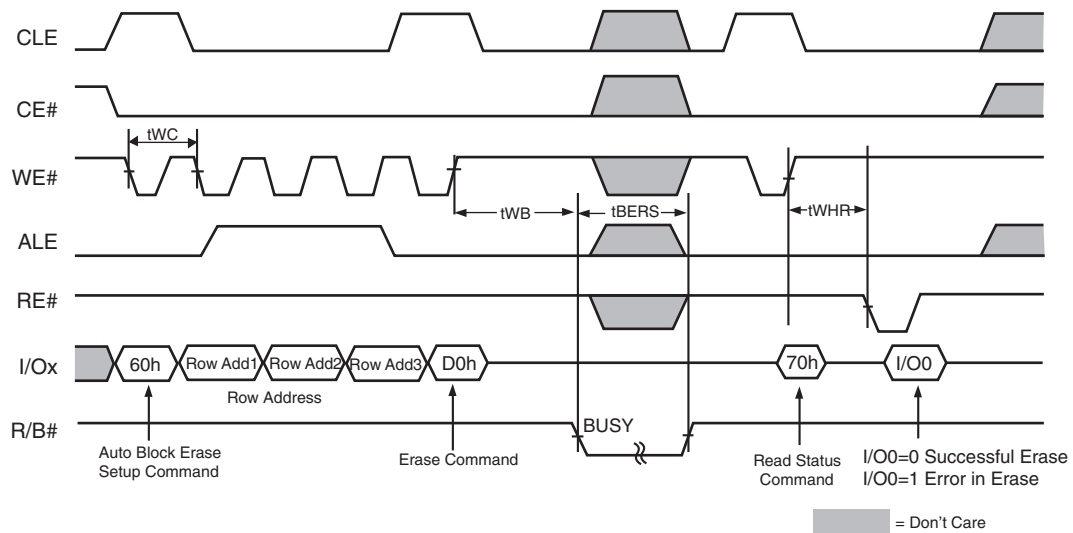 CLE
CE#
tWC
WE#
tWB
tBERS
tWHR
ALE
RE#
I/Ox
60h
Row Add1
Row Add2
Row Add3
D0h
70h
I/O0
Row Address
R/B#
BUSY
Auto Block Erase
Setup Command
Erase Command
Read Status
Command
I/O0=0 Successful Erase
I/O0=1 Error in Erase
= Don't Care